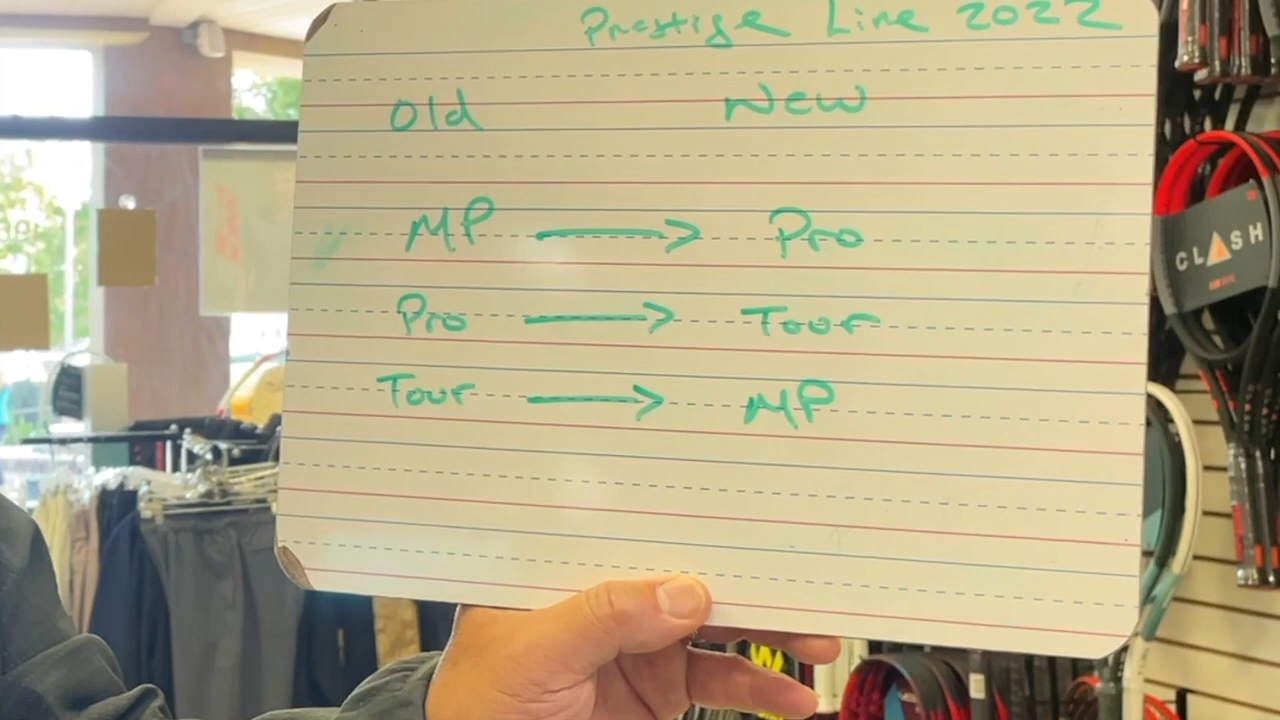 Prestige Line 2022
Old New
MP → Pro
Pro → Tour
Tour → MP
CLASH